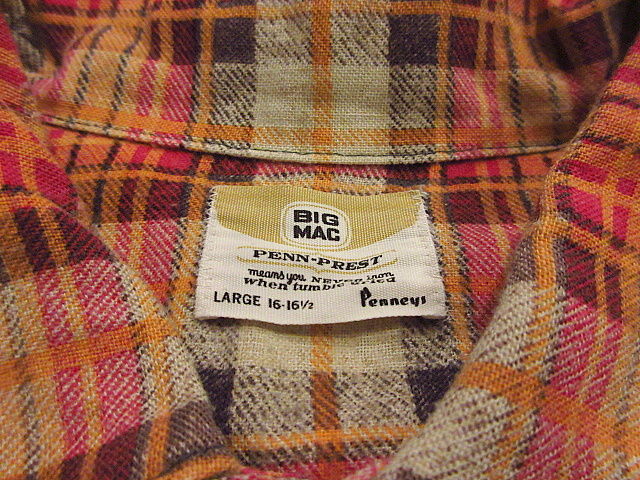 BIG
MAC
PENN-PREST
means you NEVER iron
when tumble dried
LARGE 16-16½
Penneys